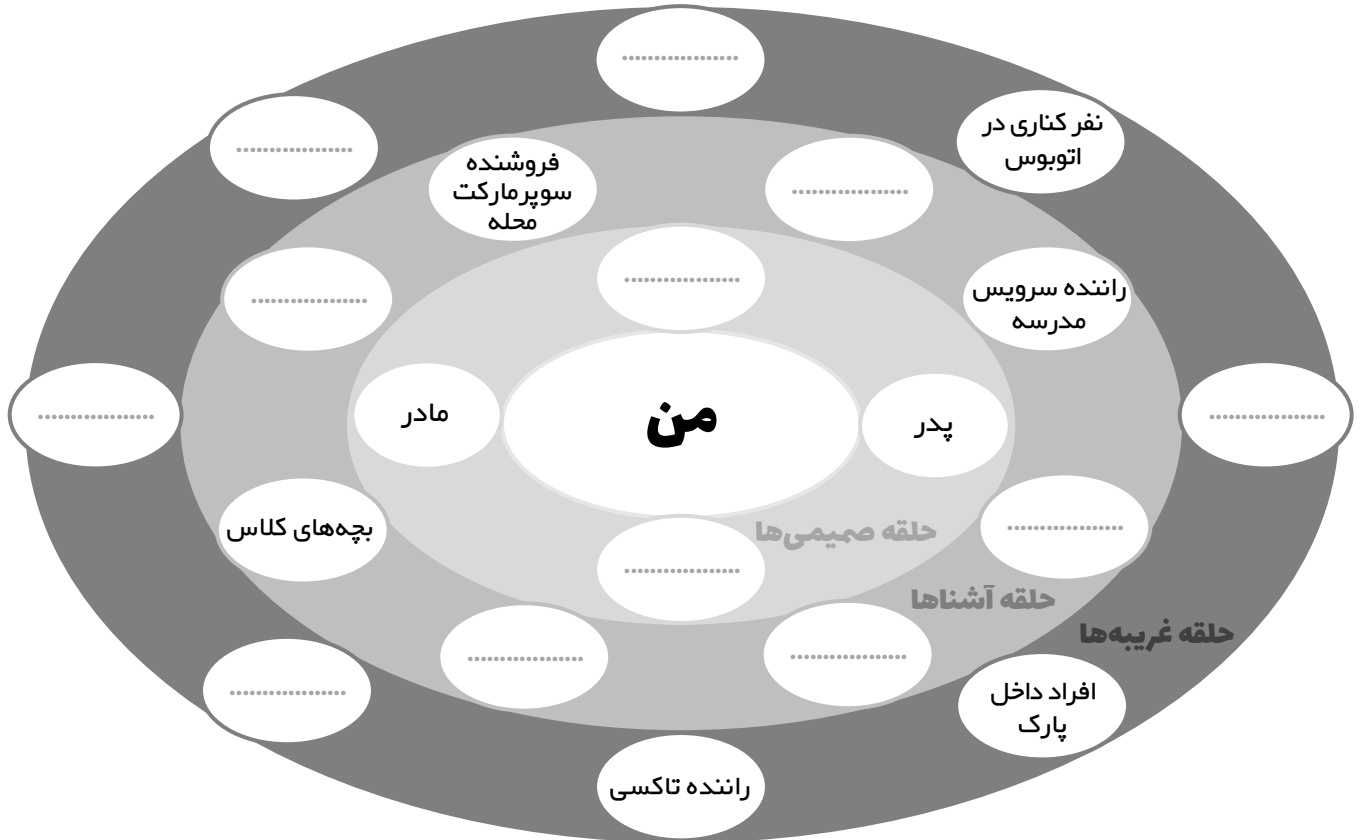 ..................
نفر کناری در
اتوبوس
..................
فروشنده
سوپرمارکت
محله
..................
..................
راننده سرویس
مدرسه
..................
من
پدر
مادر
..................
..................
بچه‌های کلاس
..................
حلقه صمیمی‌ها
..................
حلقه آشناها
حلقه غریبه‌ها
..................
..................
افراد داخل
پارک
..................
راننده تاکسی